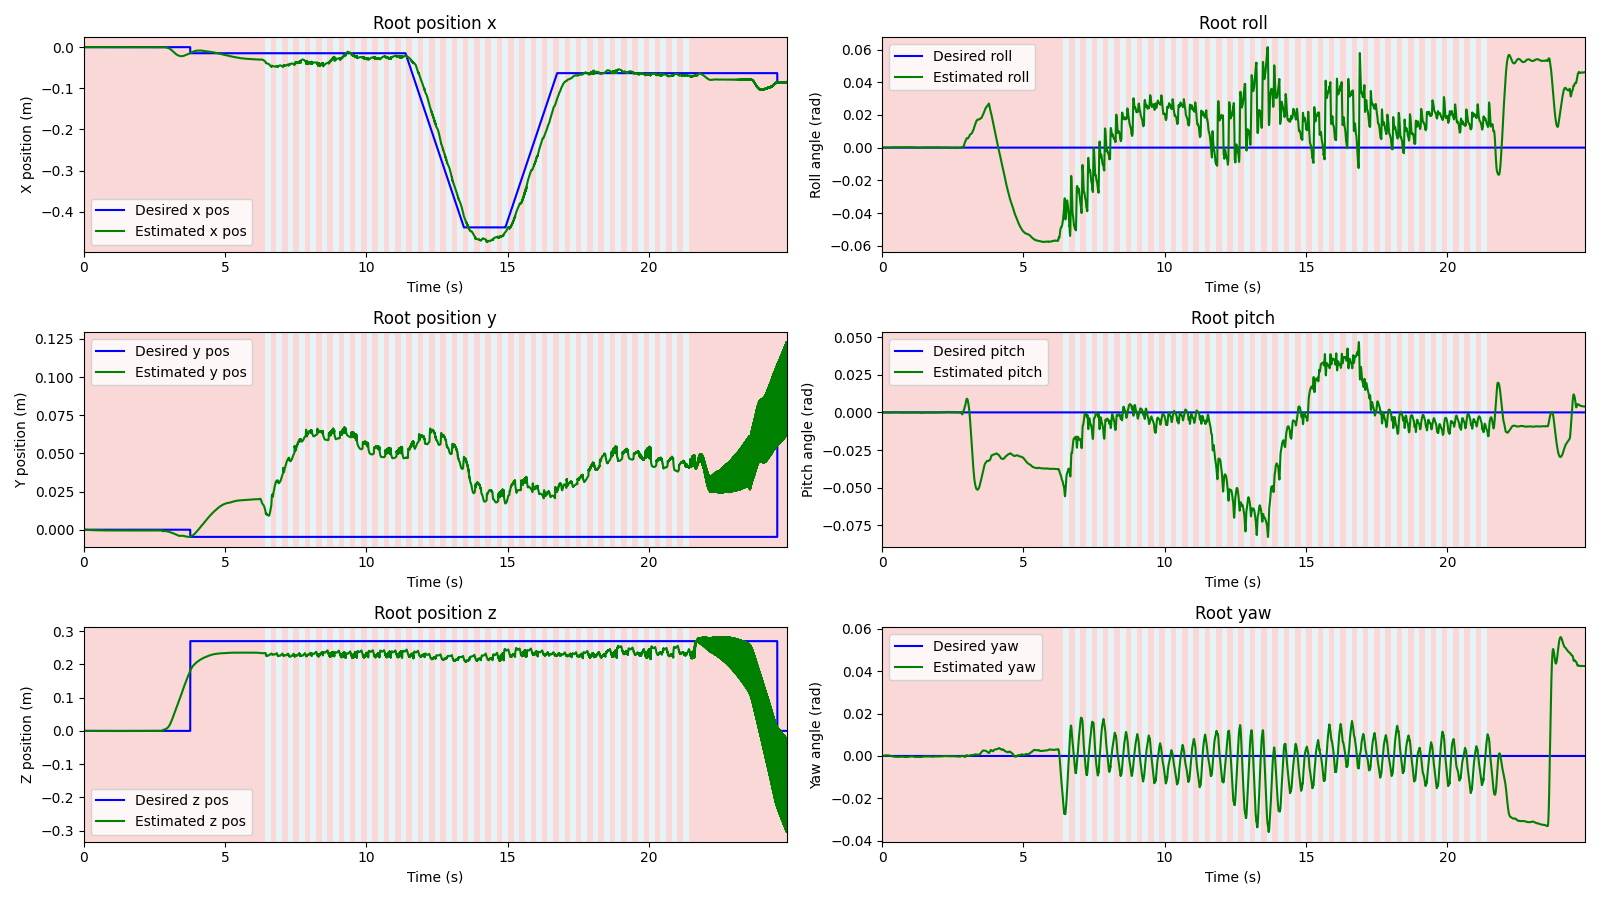 Root position x
X position (m)
0.0
−0.1
−0.2
−0.3
−0.4
Desired x pos
Estimated x pos
0 5 10 15 20
Time (s)
Root roll
Roll angle (rad)
0.06
0.04
0.02
0.00
−0.02
−0.04
−0.06
Desired roll
Estimated roll
0 5 10 15 20
Time (s)
Root position y
Y position (m)
0.125
0.100
0.075
0.050
0.025
0.000
Desired y pos
Estimated y pos
0 5 10 15 20
Time (s)
Root pitch
Pitch angle (rad)
0.050
0.025
0.000
−0.025
−0.050
−0.075
Desired pitch
Estimated pitch
0 5 10 15 20
Time (s)
Root position z
Z position (m)
0.3
0.2
0.1
0.0
−0.1
−0.2
−0.3
Desired z pos
Estimated z pos
0 5 10 15 20
Time (s)
Root yaw
Yaw angle (rad)
0.06
0.04
0.02
0.00
−0.02
−0.04
Desired yaw
Estimated yaw
0 5 10 15 20
Time (s)